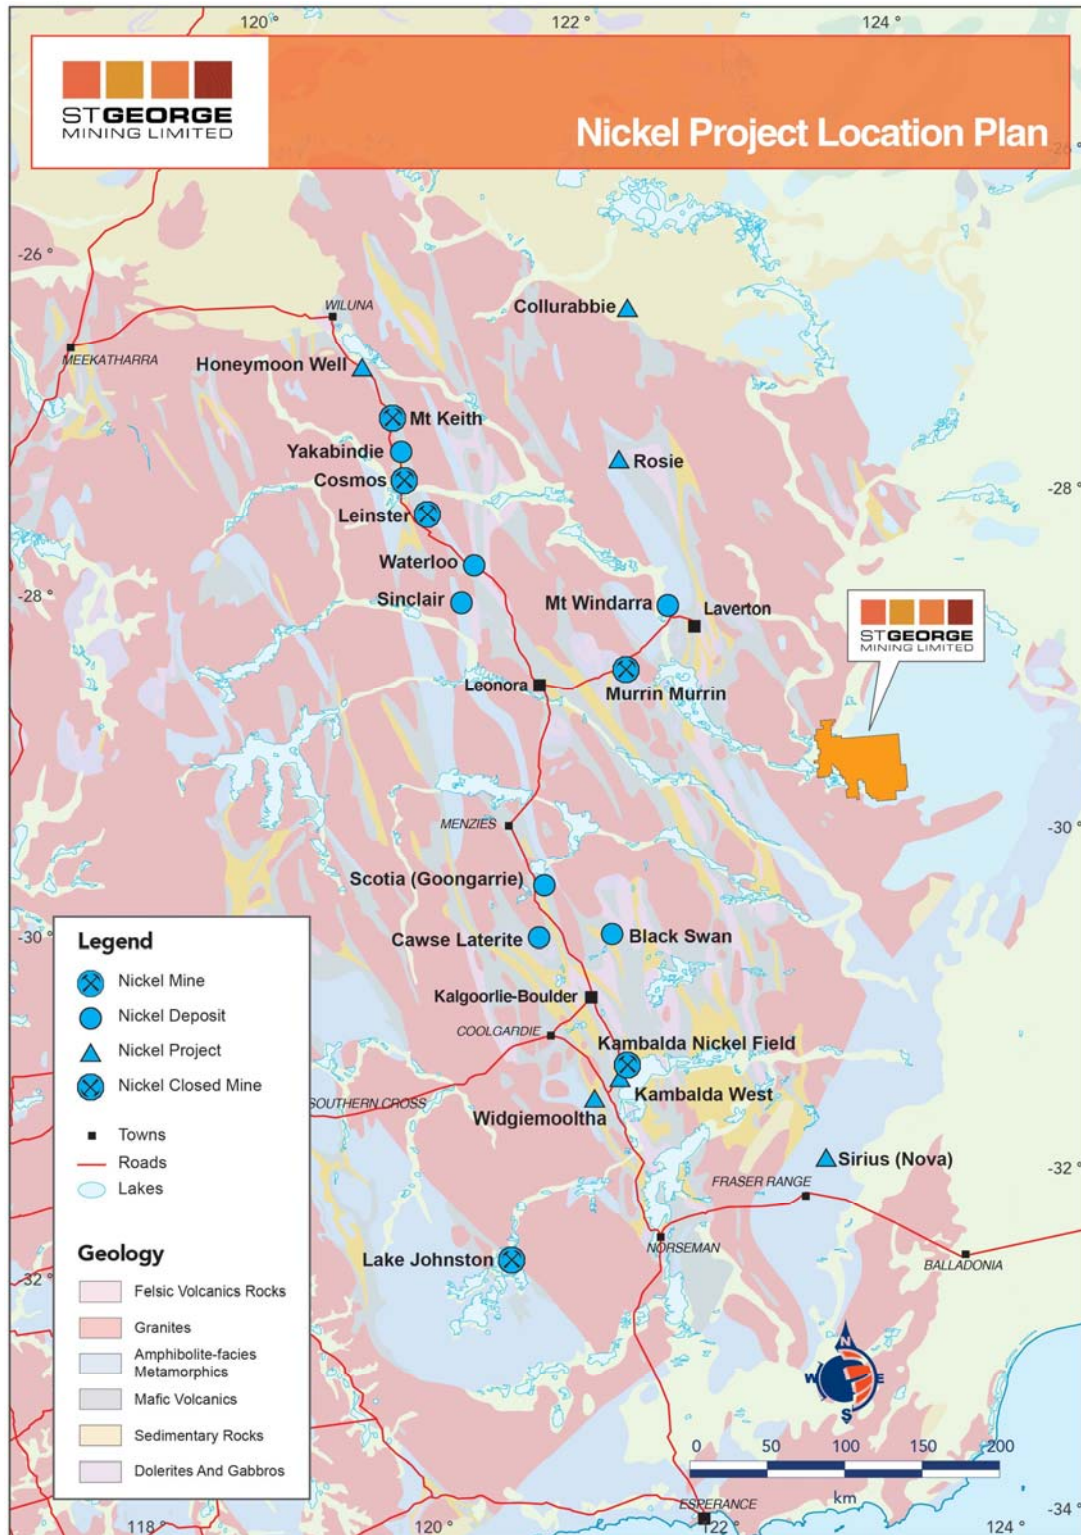 120 °
122 °
124 °
STGEORGE
MINING LIMITED
Nickel Project Location Plan
-26 °
-26 °
Collurabbie
WILUNA
MEEKATHARRA
Honeymoon Well
Mt Keith
Yakabindie
Rosie
Cosmos
-28 °
Leinster
Waterloo
-28 °
Sinclair
Mt Windarra
Laverton
STGEORGE
MINING LIMITED
Leonora
Murrin Murrin
MENZIES
-30 °
Scotia (Goongarrie)
-30 °
Cawse Laterite
Black Swan
Kalgoorlie-Boulder
COOLGARDIE
Kambalda Nickel Field
Kambalda West
SOUTHERN CROSS
Widgiemooltha
Sirius (Nova)
-32 °
FRASER RANGE
NORSEMAN
BALLADONIA
Lake Johnston
-32 °
Legend
Nickel Mine
Nickel Deposit
Nickel Project
Nickel Closed Mine
Towns
Roads
Lakes
Geology
Felsic Volcanics Rocks
Granites
Amphibolite-facies
Metamorphics
Mafic Volcanics
Sedimentary Rocks
Dolerites And Gabbros
N
W E
S
0 50 100 150 200
km
ESPERANCE
-34 °
118 °
120 °
122 °
124 °